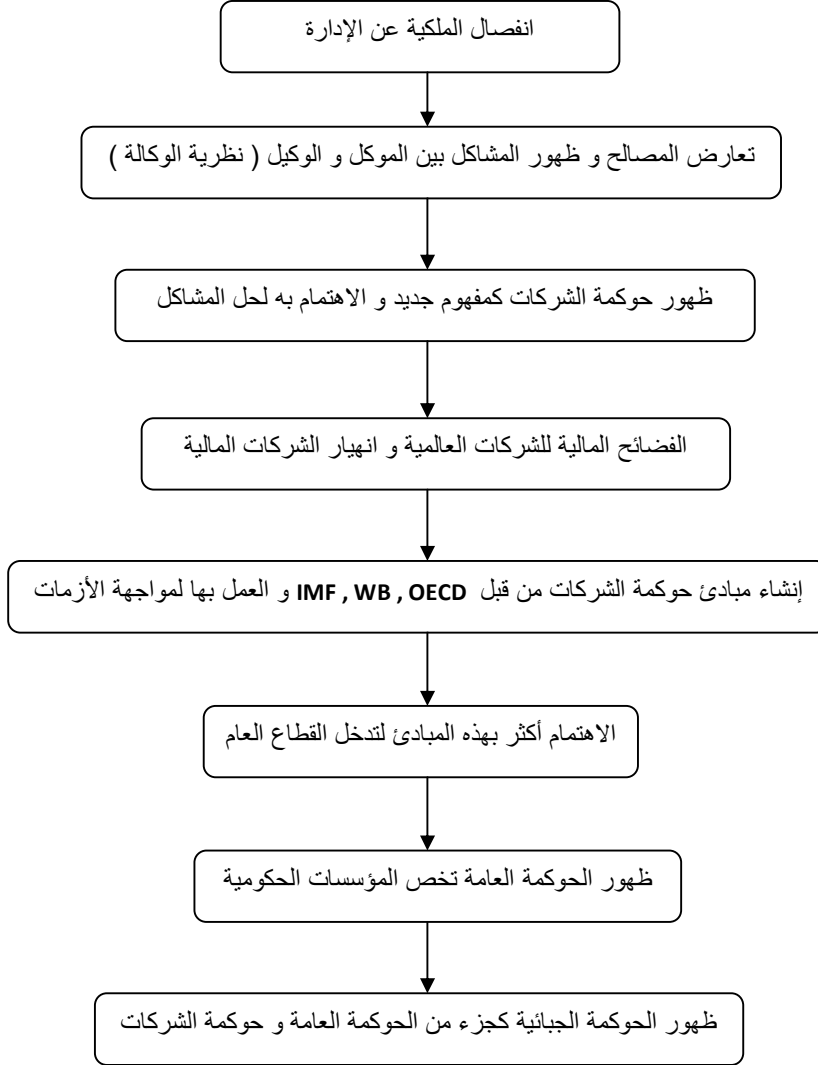 انفصال الملكية عن الإدارة
تعارض المصالح و ظهور المشاكل بين الموكل و الوكيل ( نظرية الوكالة )
ظهور حوكمة الشركات كمفهوم جديد و الاهتمام به لحل المشاكل
الفضائح المالية للشركات العالمية و انهيار الشركات المالية
إنشاء مبادئ حوكمة الشركات من قبل IMF , WB , OECD و العمل بها لمواجهة الأزمات
الاهتمام أكثر بهذه المبادئ لتدخل القطاع العام
ظهور الحوكمة العامة تخص المؤسسات الحكومية
ظهور الحوكمة الجبائية كجزء من الحوكمة العامة و حوكمة الشركات